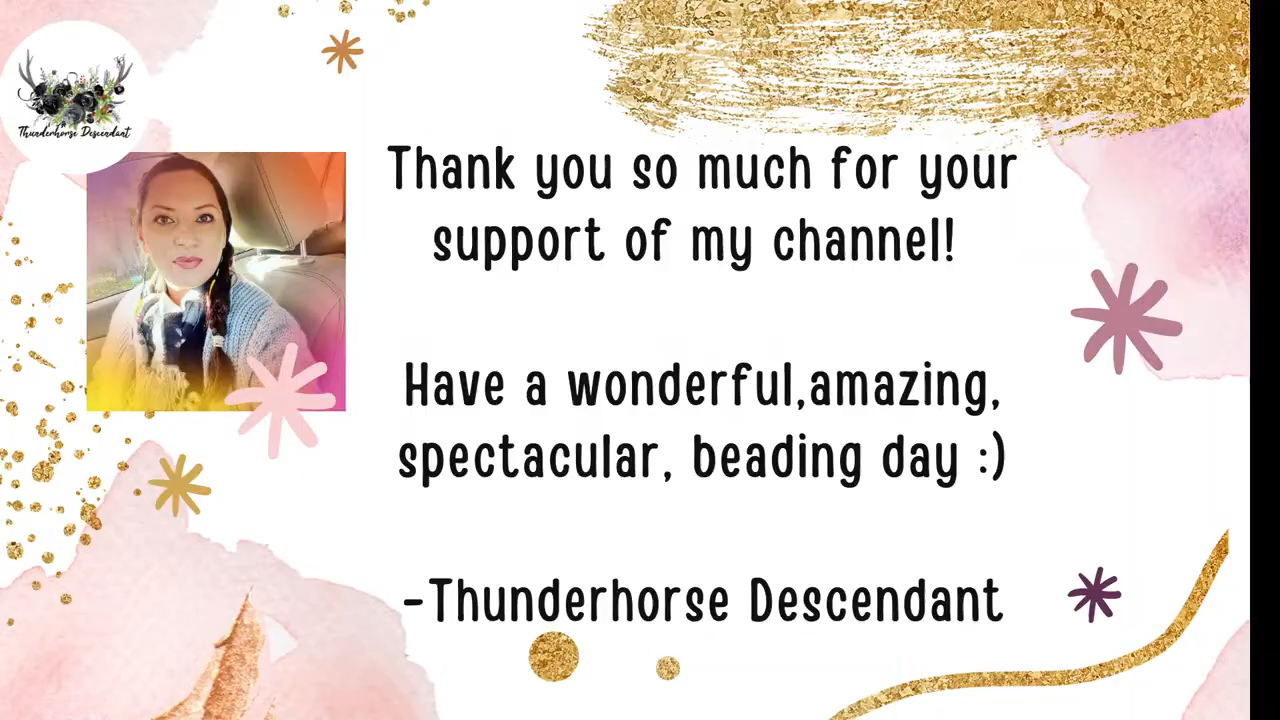 Thunderhorse Descendant
Thank you so much for your
support of my channel!
Have a wonderful,amazing,
spectacular, beading day :)
-Thunderhorse Descendant